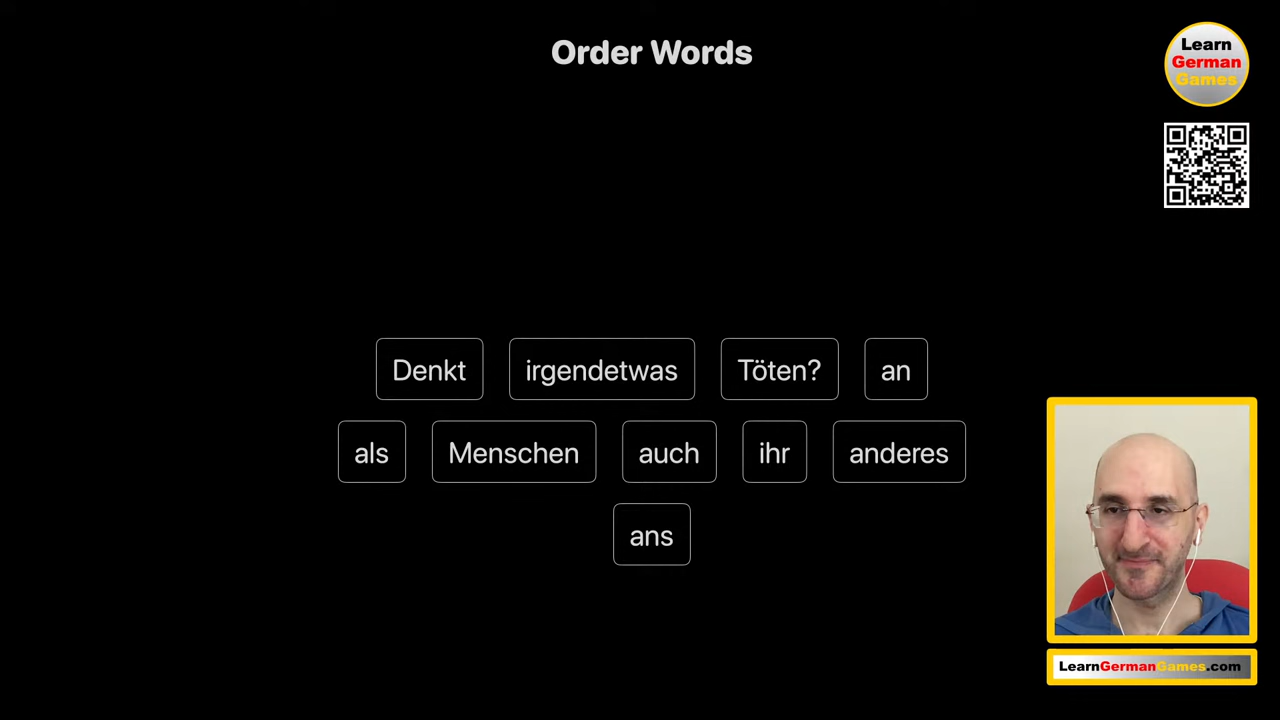 Order Words
Learn
German
Games
Denkt irgendetwas Töten? an
als Menschen auch ihr anderes
ans
LearnGermanGames.com